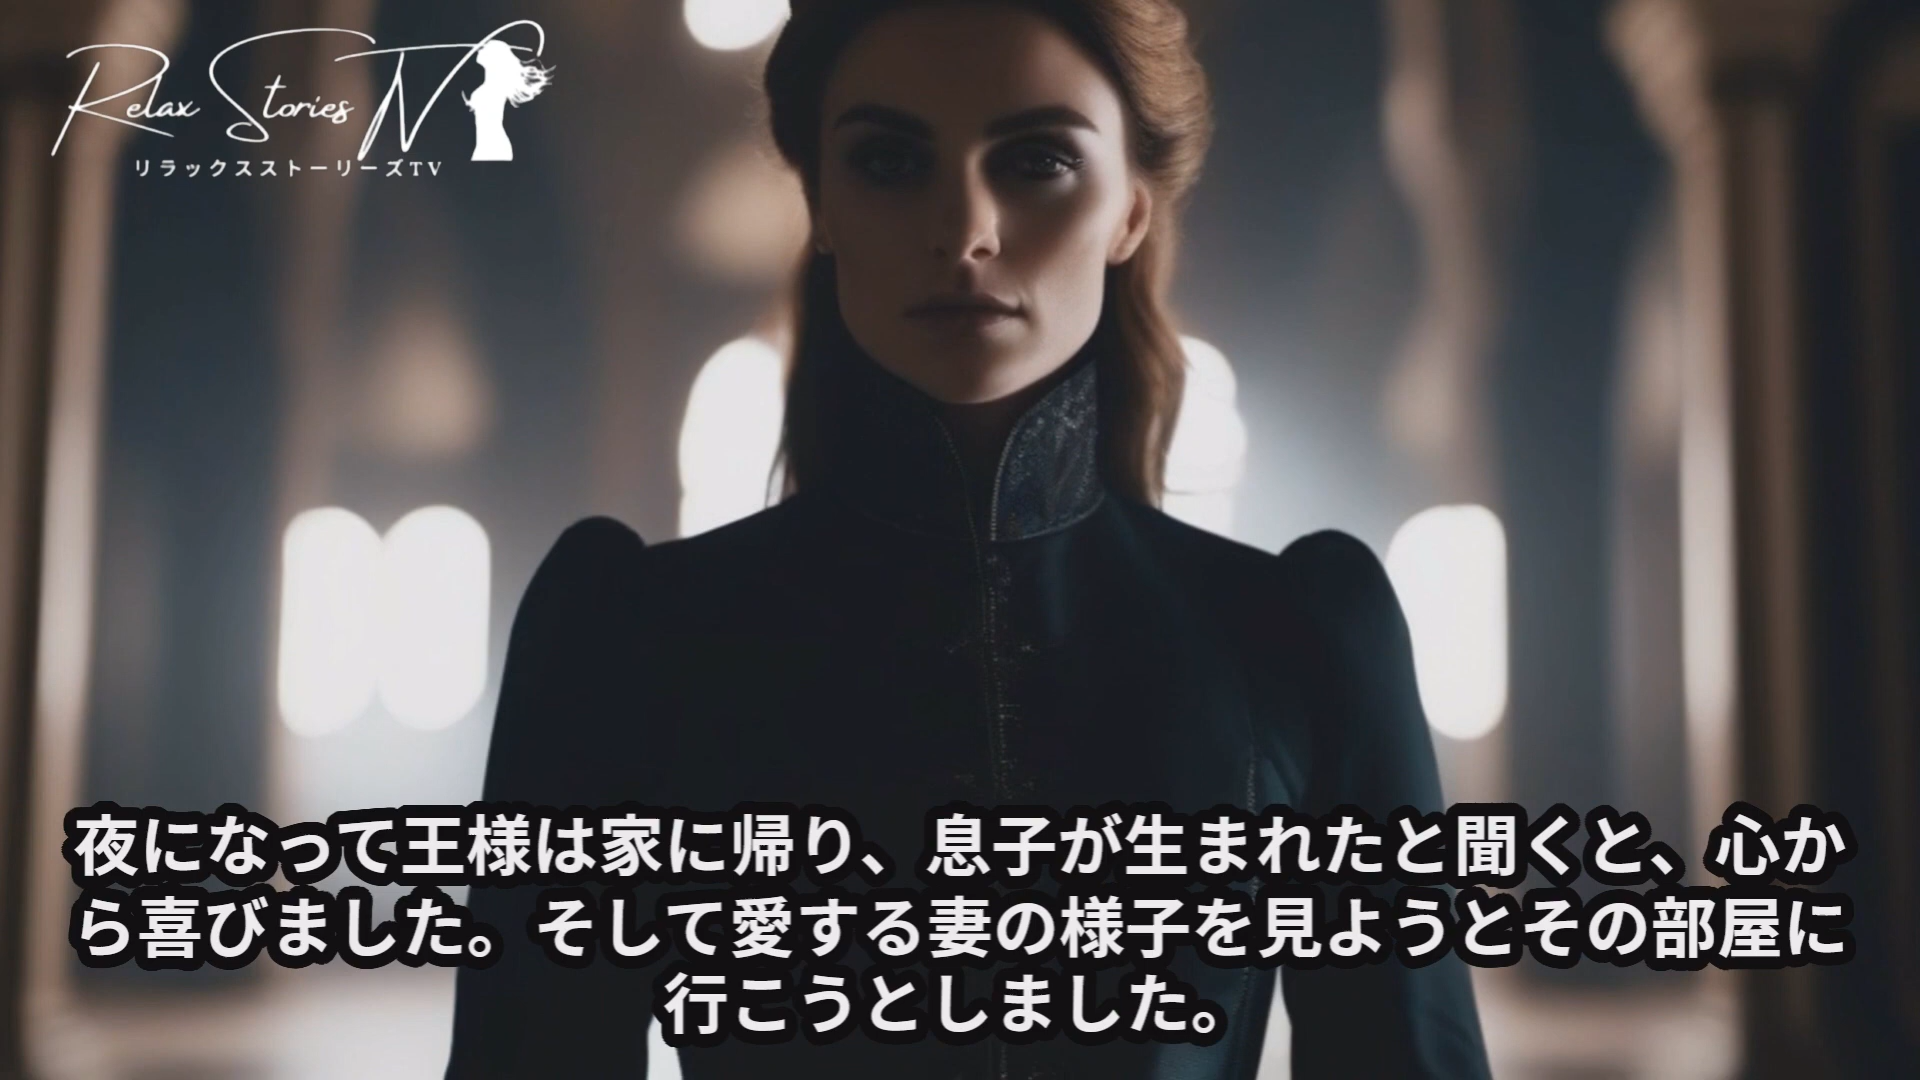 Relax Stories TV
リラックスストーリーズTV
夜になって王様は家に帰り、息子が生まれたと聞くと、心か
ら喜びました。そして愛する妻の様子を見ようとその部屋に
行こうとしました。